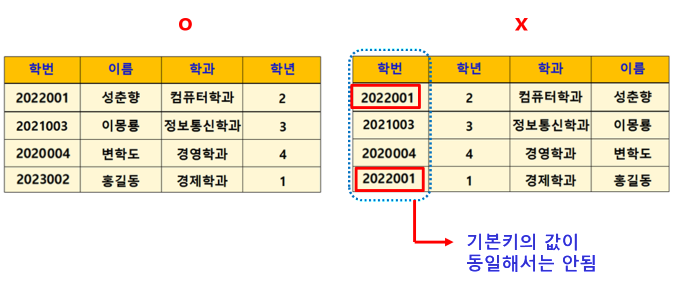 O
X
학번 이름 학과 학년
2022001 성춘향 컴퓨터학과 2
2021003 이몽룡 정보통신학과 3
2020004 변학도 경영학과 4
2023002 홍길동 경제학과 1
학번 학년 학과 이름
2022001 2 컴퓨터학과 성춘향
2021003 3 정보통신학과 이몽룡
2020004 4 경영학과 변학도
2022001 1 경제학과 홍길동
기본키의 값이
동일해서는 안됨